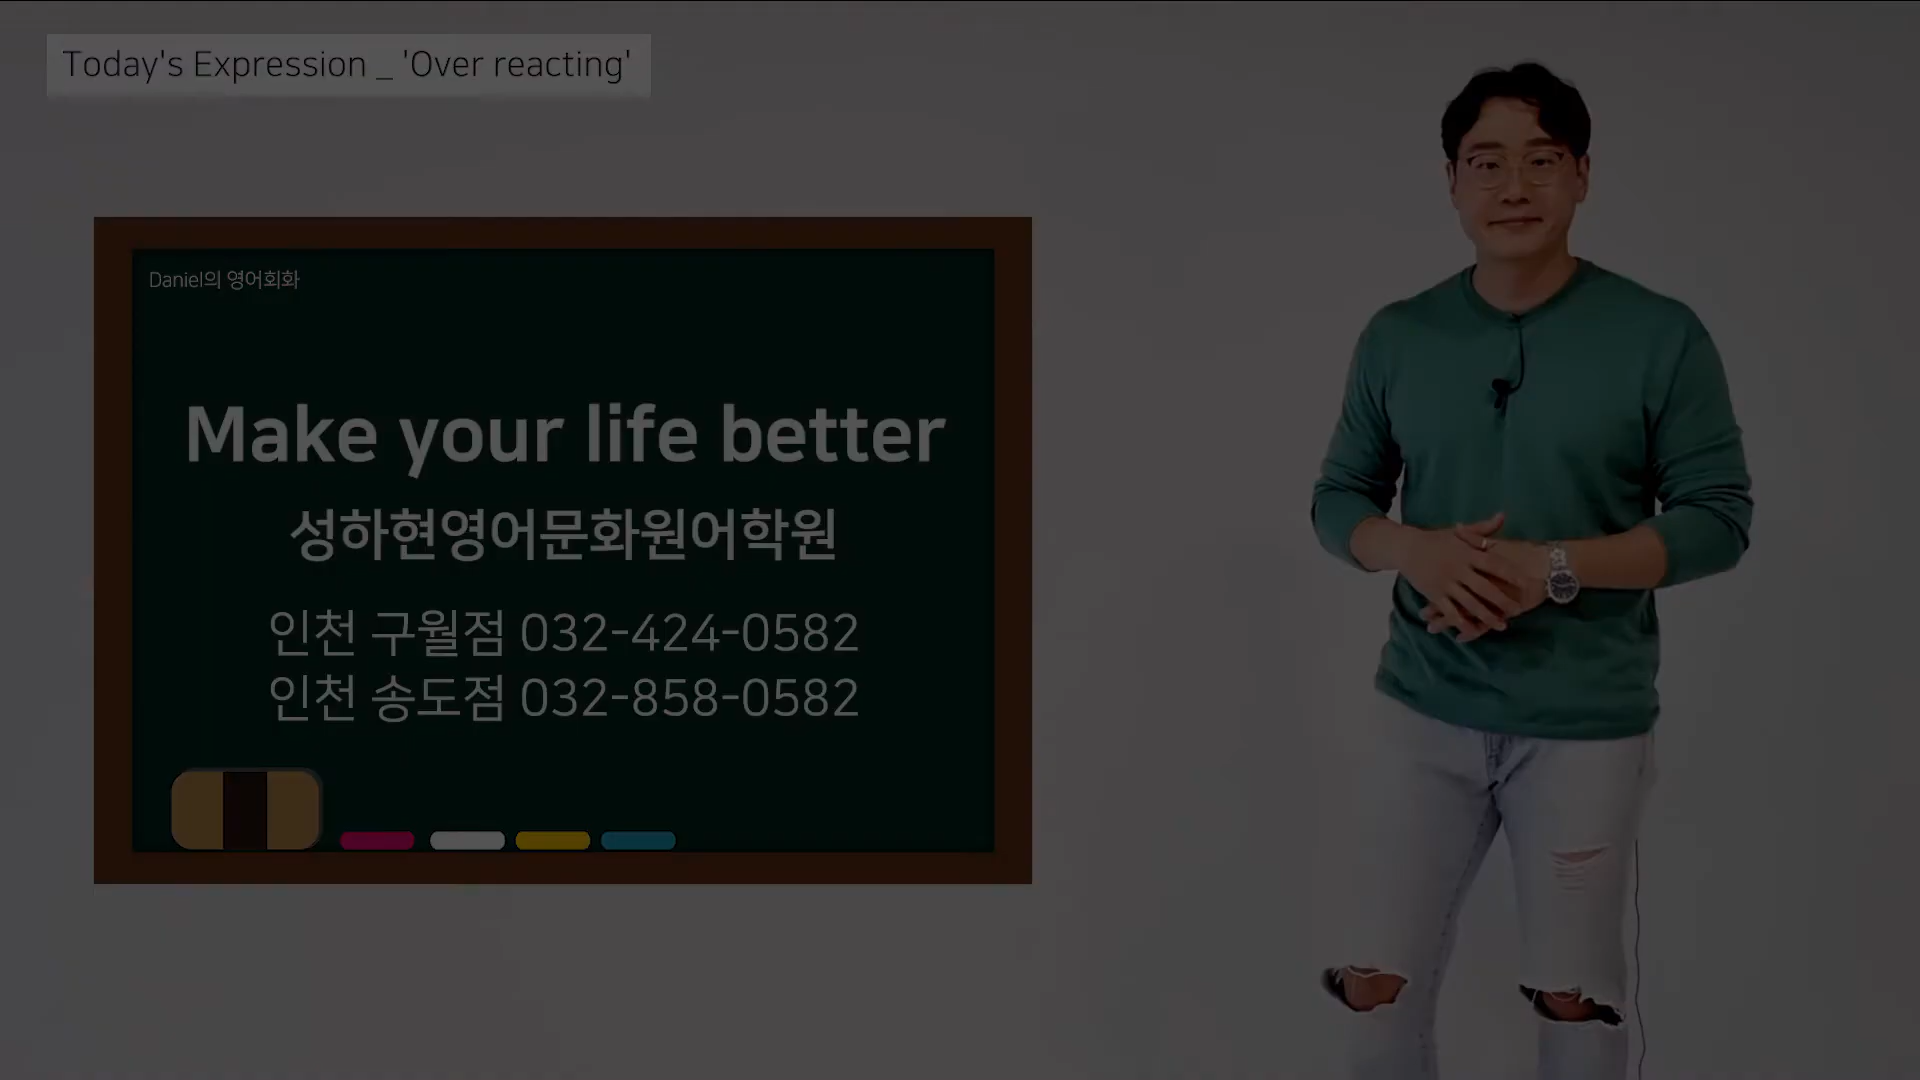 Today's Expression _ 'Over reacting'
Daniel의 영어회화
Make your life better
성하현영어문화원어학원
인천 구월점 032-424-0582
인천 송도점 032-858-0582